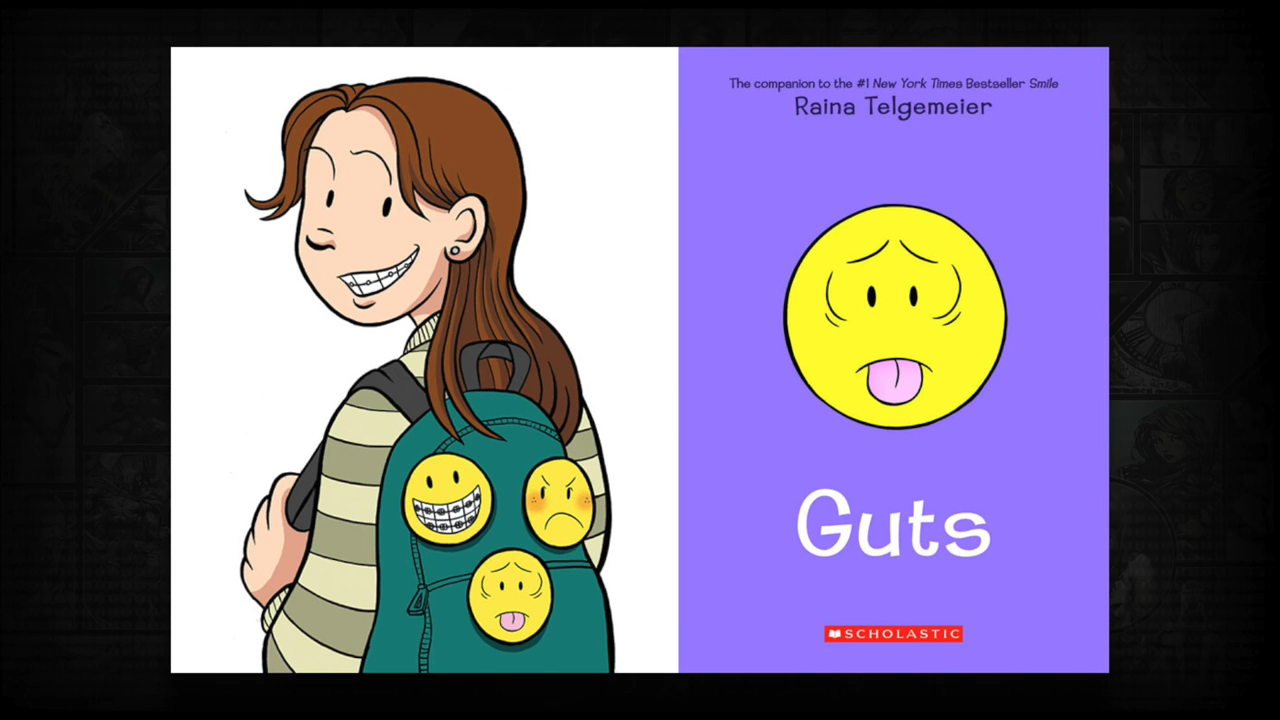 The companion to the #1 New York Times Bestseller Smile
Raina Telgemeier
Guts
SCHOLASTIC